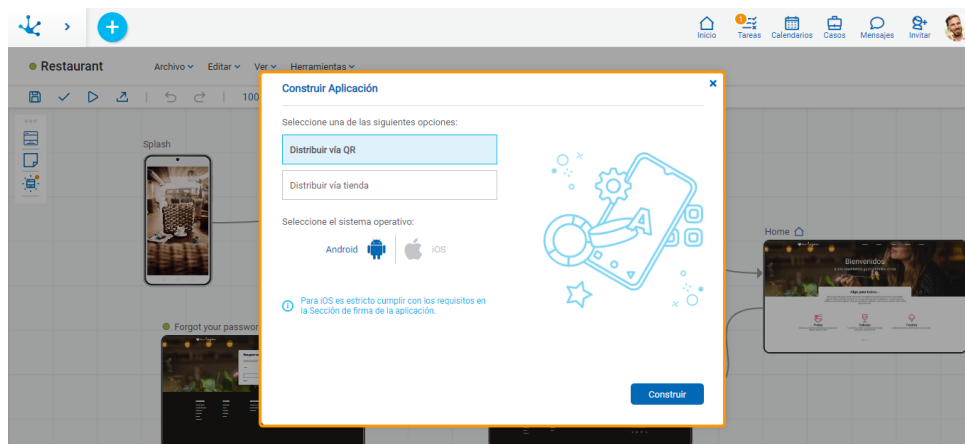 1
Inicio
Tareas
Calendarios
Casos
Mensajes
Invitar
Restaurant
Archivo
Editar
Ver
Herramientas
100
Construir Aplicación
Seleccione una de las siguientes opciones:
Distribuir vía QR
Distribuir vía tienda
Seleccione el sistema operativo:
Android
iOS
Para iOS es estricto cumplir con los requisitos en
la Sección de firma de la aplicación.
Construir
Splash
Home
Bienvenidos
Forgot your passwor